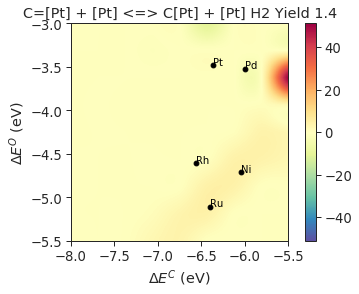 C=[Pt] + [Pt] <=> C[Pt] + [Pt] H2 Yield 1.4
−3.0
−3.5
−4.0
−4.5
−5.0
−5.5
ΔE^O (eV)
Pt
Pd
Rh
Ni
Ru
−8.0 −7.5 −7.0 −6.5 −6.0 −5.5
ΔE^C (eV)
40
20
0
−20
−40